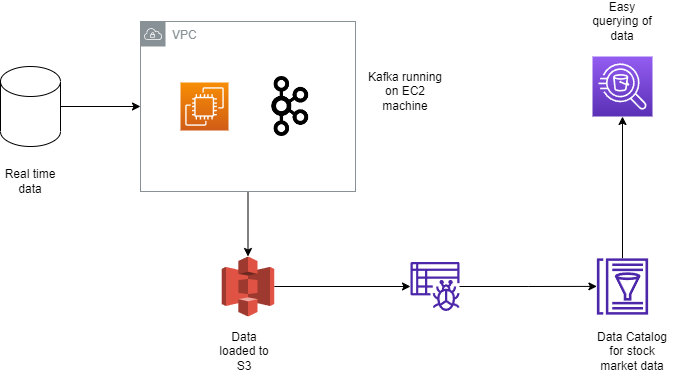 Easy
querying of
data
VPC
Kafka running
on EC2
machine
Real time
data
Data
loaded to
S3
Data Catalog
for stock
market data